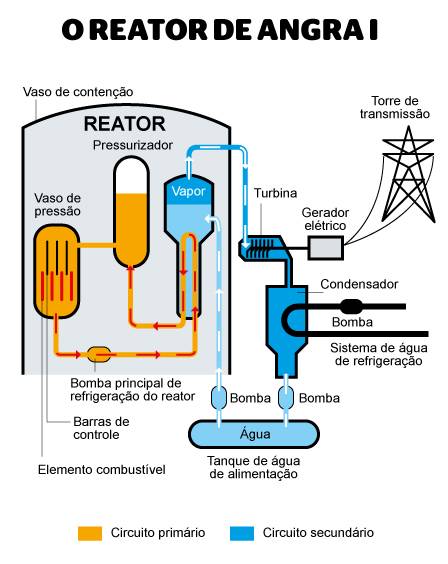 O REATOR DE ANGRA I
Vaso de contenção
REATOR
Pressurizador
Torre de
transmissão
Vaso de
pressão
Vapor
Turbina
Gerador
elétrico
Condensador
Bomba
Sistema de água
de refrigeração
Bomba principal de
refrigeração do reator
Bomba
Bomba
Barras de
controle
Água
Elemento combustível
Tanque de água
de alimentação
Circuito primário
Circuito secundário